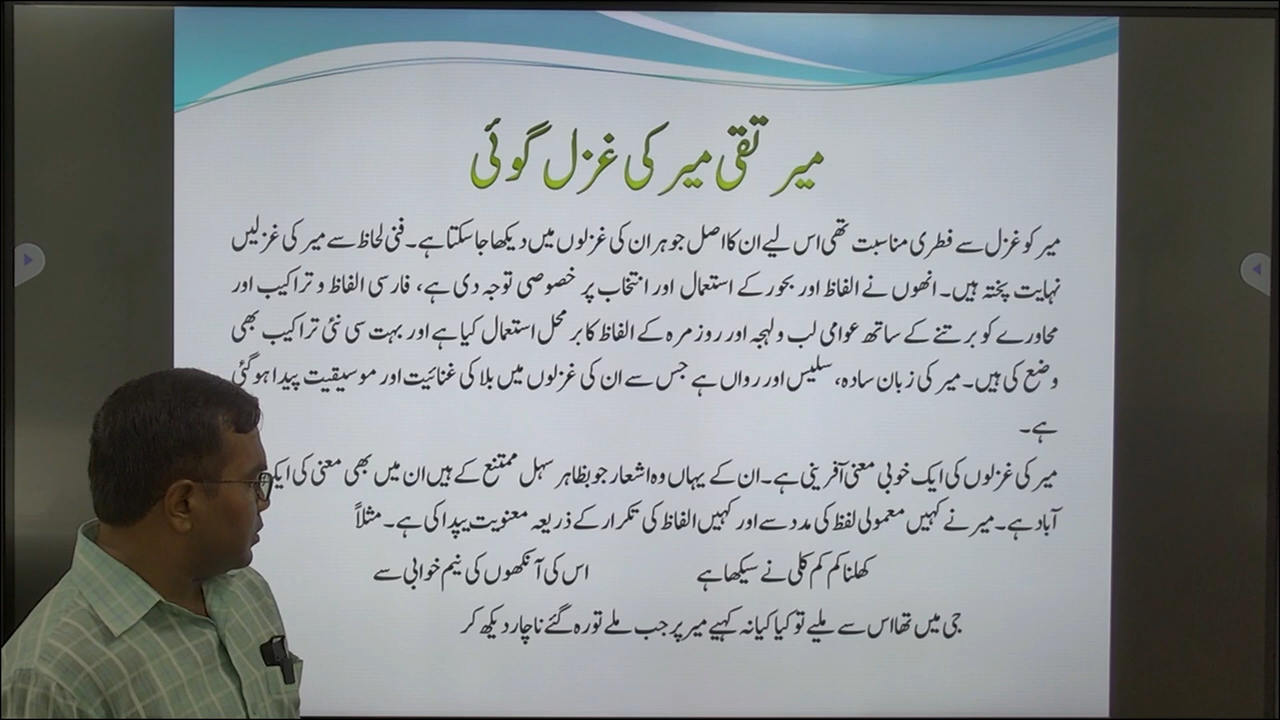 میر تقی میر کی غزل گوئی
میر کو غزل سے فطری مناسبت تھی اس لیے ان کا اصل جوہر ان کی غزلوں میں دیکھا جا سکتا ہے۔ فنی لحاظ سے میر کی غزلیں
نہایت پختہ ہیں۔ انھوں نے الفاظ اور بحور کے استعمال اور انتخاب پر خصوصی توجہ دی ہے، فارسی الفاظ و تراکیب اور
محاورے کو برتنے کے ساتھ عوامی لب و لہجہ اور روز مرہ کے الفاظ کا بر محل استعمال کیا ہے اور بہت سی نئی تراکیب بھی
وضع کی ہیں۔ میر کی زبان سادہ، سلیس اور رواں ہے جس سے ان کی غزلوں میں بلا کی غنائیت اور موسیقیت پیدا ہو گئی
ہے۔
میر کی غزلوں کی ایک خوبی معنی آفرینی ہے۔ ان کے یہاں وہ اشعار جو بظاہر سہل ممتنع کے ہیں ان میں بھی معنی کی ایک
آباد ہے۔ میر نے کہیں معمولی لفظ کی مدد سے اور کہیں الفاظ کی تکرار کے ذریعہ معنویت پیدا کی ہے۔ مثلاً
کھلنا کم کم کلی نے سیکھا ہے اس کی آنکھوں کی نیم خوابی سے
جی میں تھا اس سے ملیے تو کیا کیا نہ کہیے میر پر جب ملے تو رہ گئے ناچار دیکھ کر